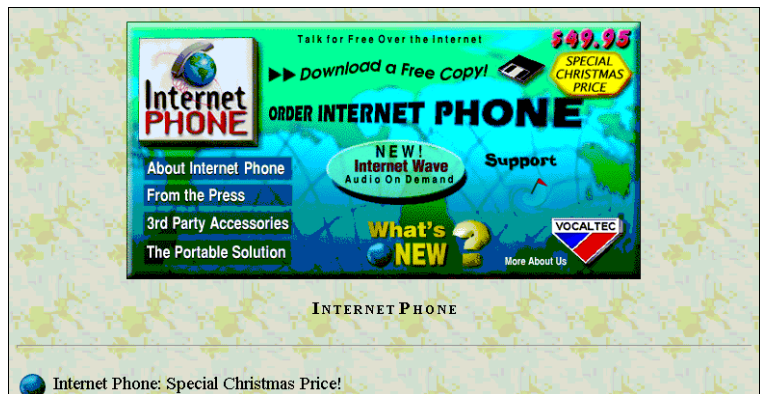 Talk for Free Over the Internet
$49.95
Download a Free Copy!
SPECIAL
CHRISTMAS
PRICE
Internet
PHONE
ORDER INTERNET PHONE
NEW!
Internet Wave
Audio On Demand
Support
About Internet Phone
From the Press
3rd Party Accessories
The Portable Solution
What's
NEW
?
VOCALTEC
More About Us
INTERNET PHONE
Internet Phone: Special Christmas Price!